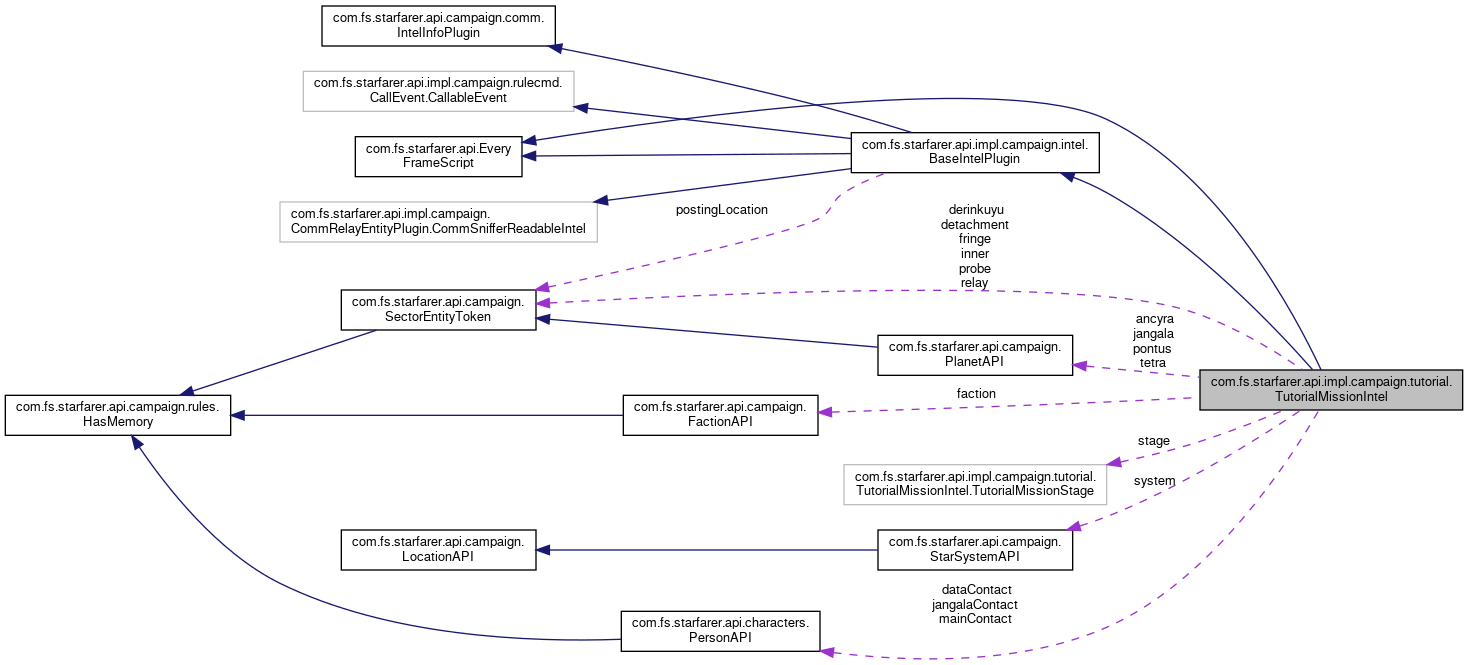 com.fs.starfarer.api.campaign.comm.
IntelInfoPlugin
com.fs.starfarer.api.impl.campaign.rulecmd.
CallEvent.CallableEvent
com.fs.starfarer.api.Every
FrameScript
com.fs.starfarer.api.impl.campaign.intel.
BaseIntelPlugin
com.fs.starfarer.api.impl.campaign.
CommRelayEntityPlugin.CommSnifferReadableIntel
postingLocation
derinkuyu
detachment
fringe
inner
probe
relay
com.fs.starfarer.api.campaign.
SectorEntityToken
ancyra
jangala
pontus
tetra
com.fs.starfarer.api.campaign.
PlanetAPI
com.fs.starfarer.api.impl.campaign.tutorial.
TutorialMissionIntel
com.fs.starfarer.api.campaign.rules.
HasMemory
com.fs.starfarer.api.campaign.
FactionAPI
faction
stage
com.fs.starfarer.api.impl.campaign.tutorial.
TutorialMissionIntel.TutorialMissionStage
system
com.fs.starfarer.api.campaign.
LocationAPI
com.fs.starfarer.api.campaign.
StarSystemAPI
dataContact
jangalaContact
mainContact
com.fs.starfarer.api.characters.
PersonAPI